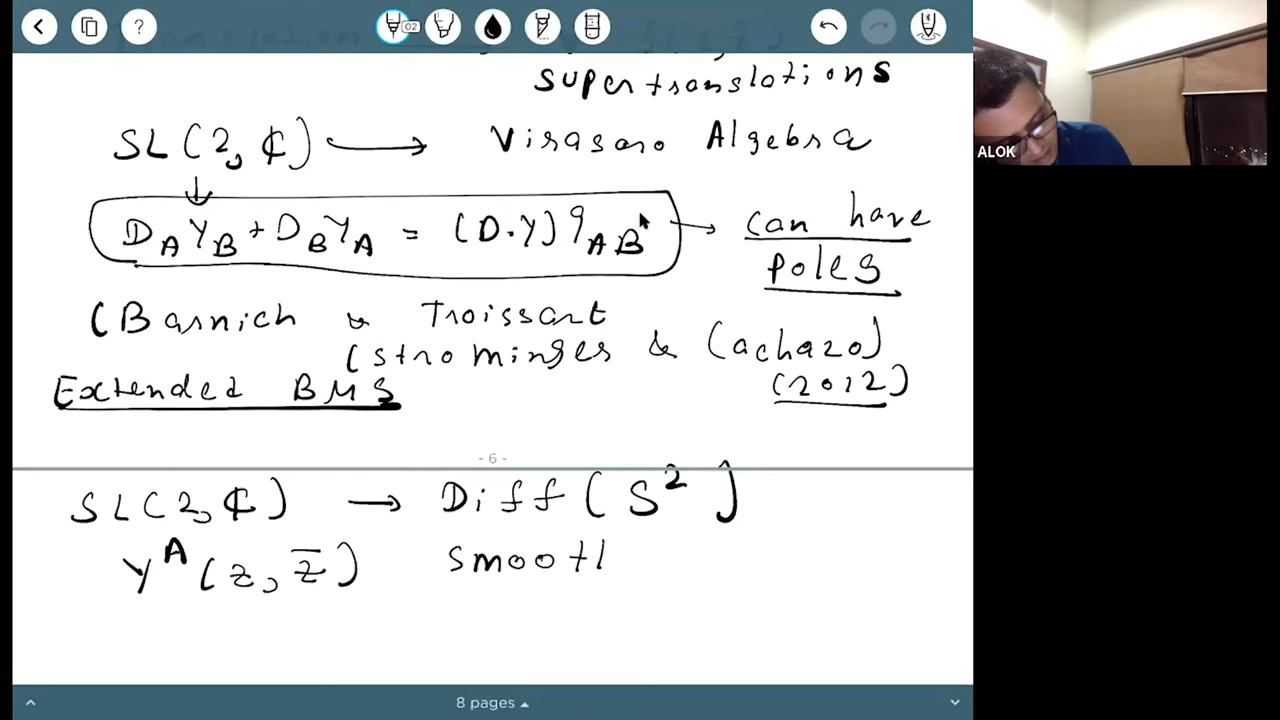 supertranslations
SL(2, ℂ) → Virasoro Algebra
↓
D_A Y_B + D_B Y_A = (D.Y) q_AB → can have
poles
(Barnich & Troissart
(Strominger & Cachazo)
Extended BMS (2012)
- 6 -
SL(2, ℂ) → Diff(S²)
Y^A(z, z̄) smooth
ALOK
8 pages